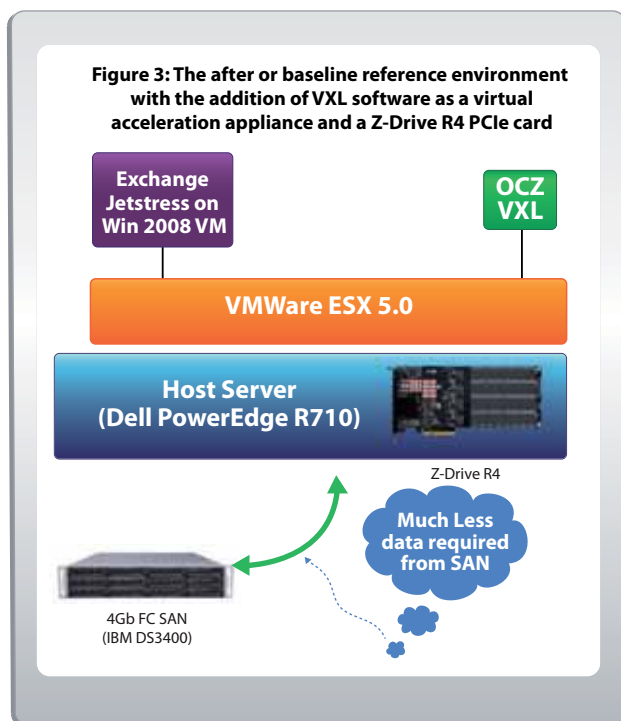 Figure 3: The after or baseline reference environment
with the addition of VXL software as a virtual
acceleration appliance and a Z-Drive R4 PCIe card
Exchange
Jetstress on
Win 2008 VM
OCZ
VXL
VMWare ESX 5.0
Host Server
(Dell PowerEdge R710)
Z-Drive R4
Much Less
data required
from SAN
4Gb FC SAN
(IBM DS3400)